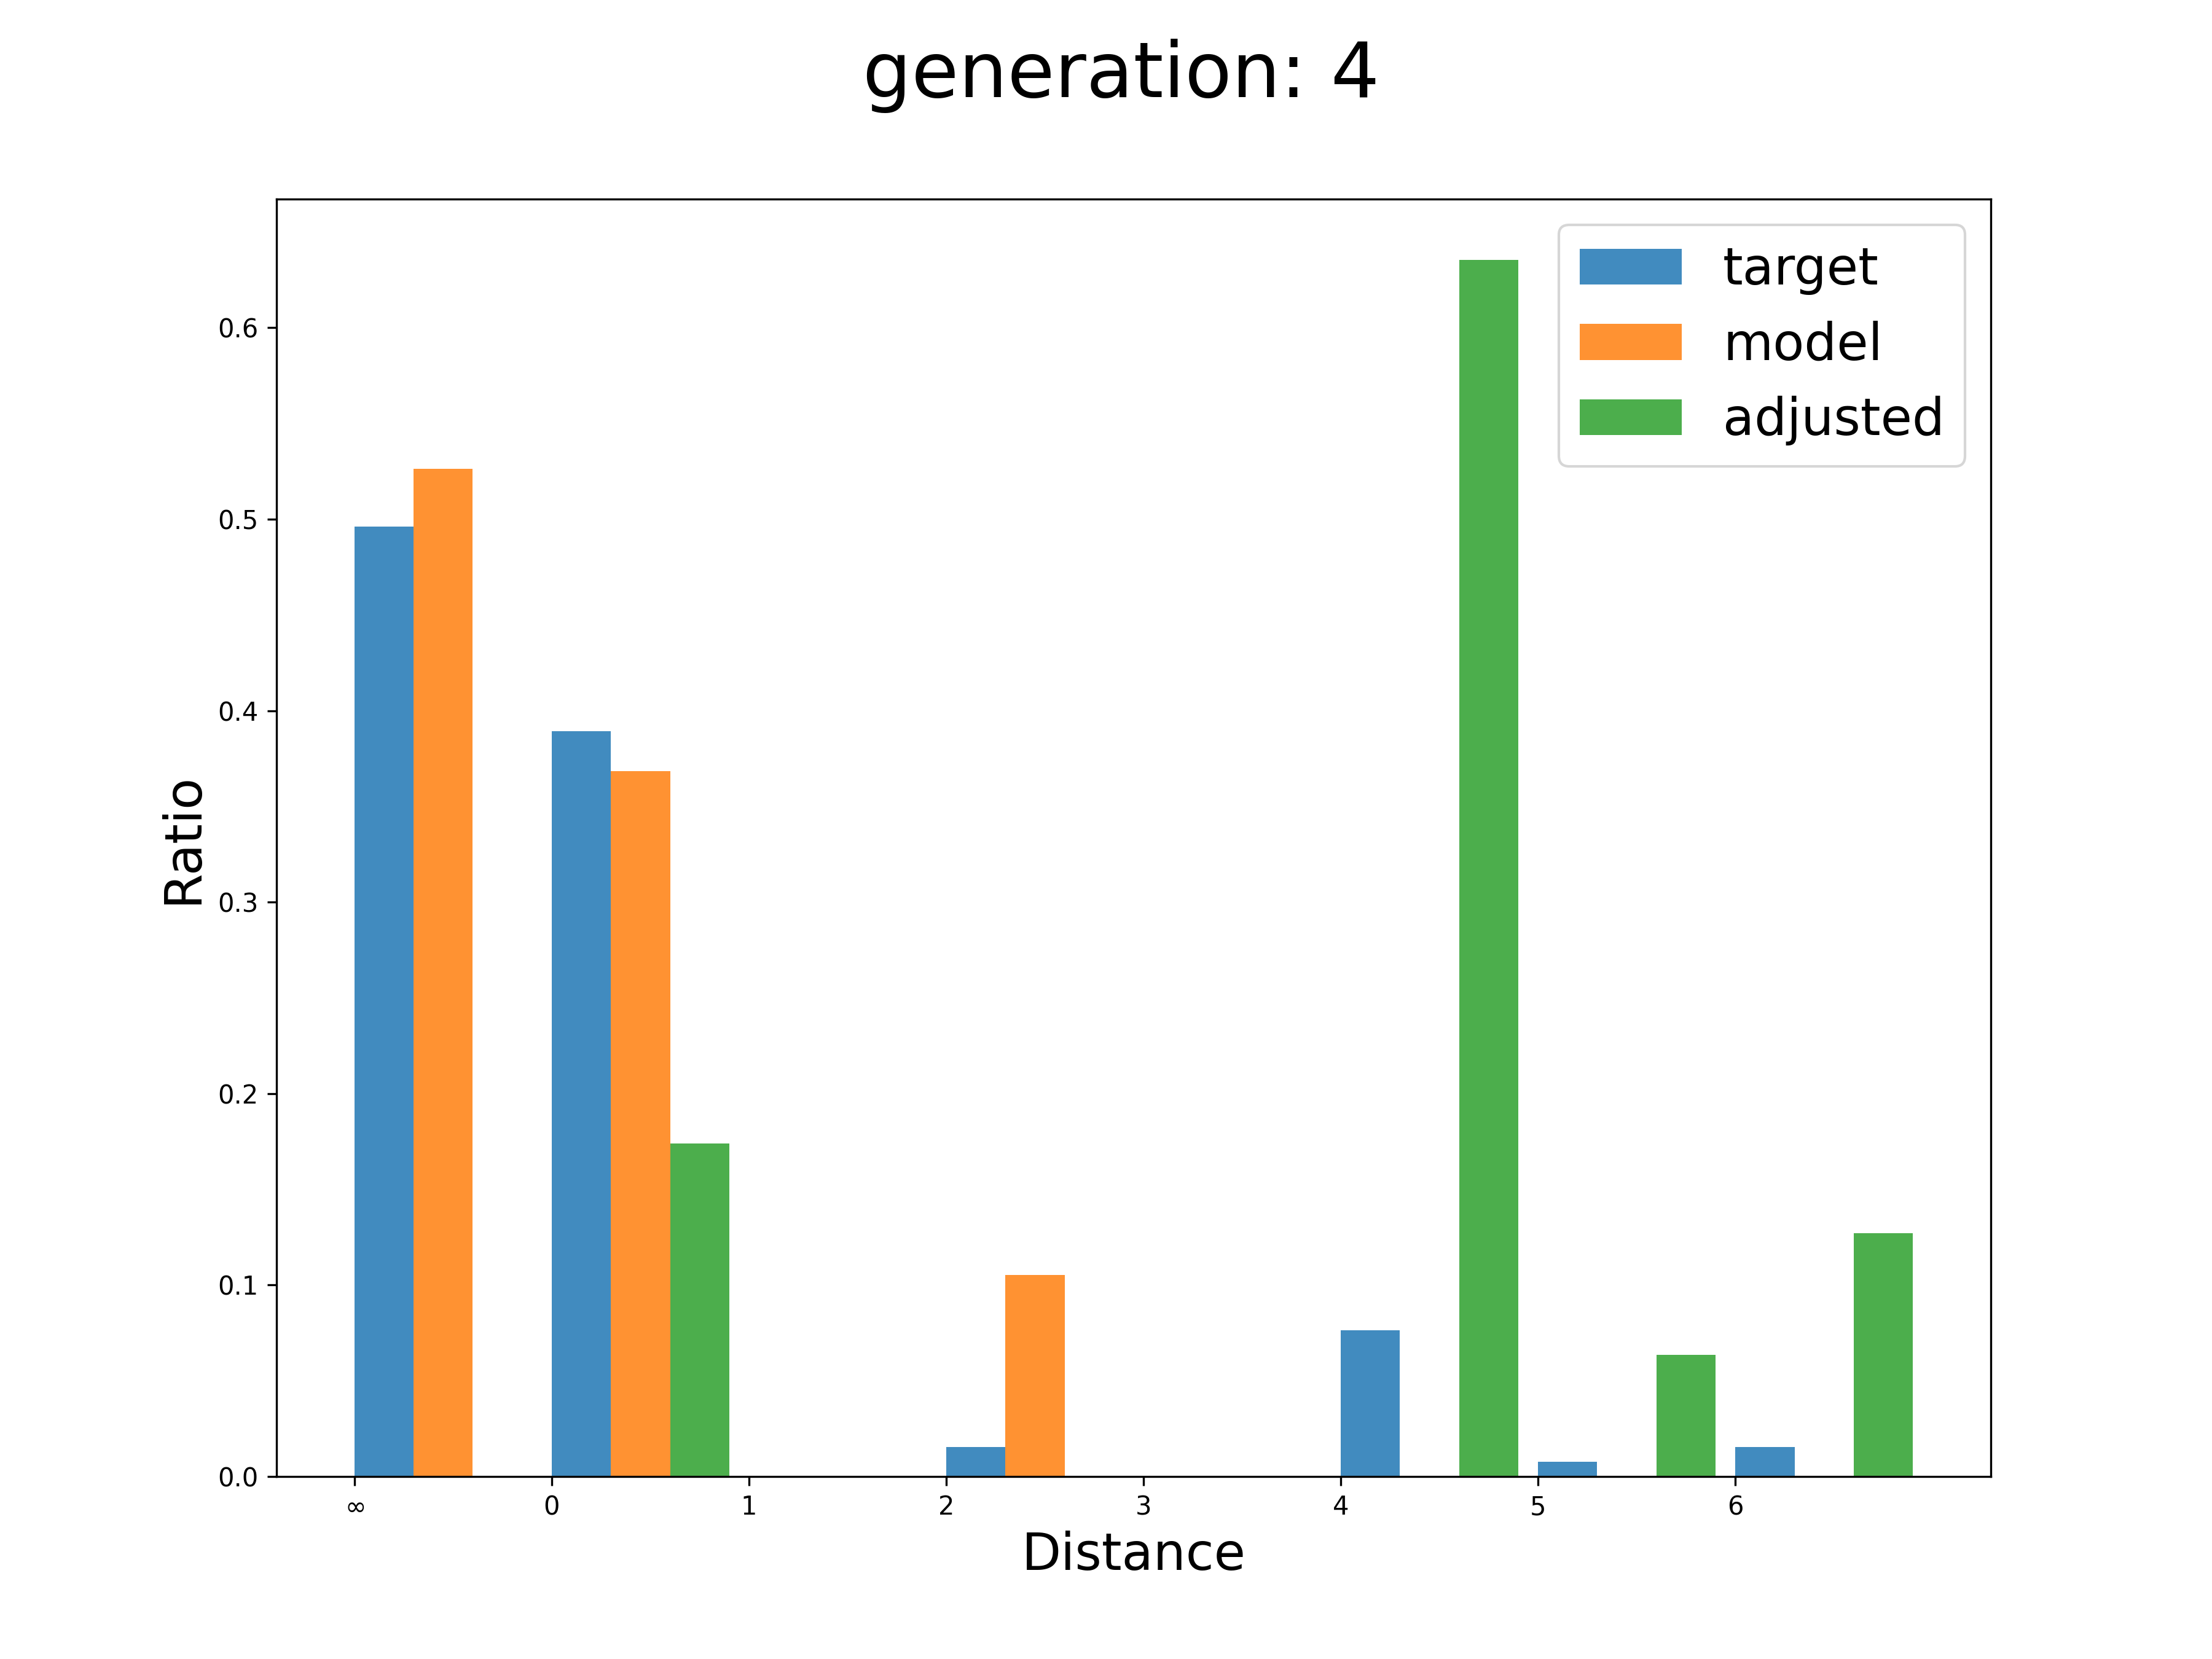 generation: 4
target
model
adjusted
0.6
0.5
0.4
0.3
0.2
0.1
0.0
Ratio
∞ 0 1 2 3 4 5 6
Distance